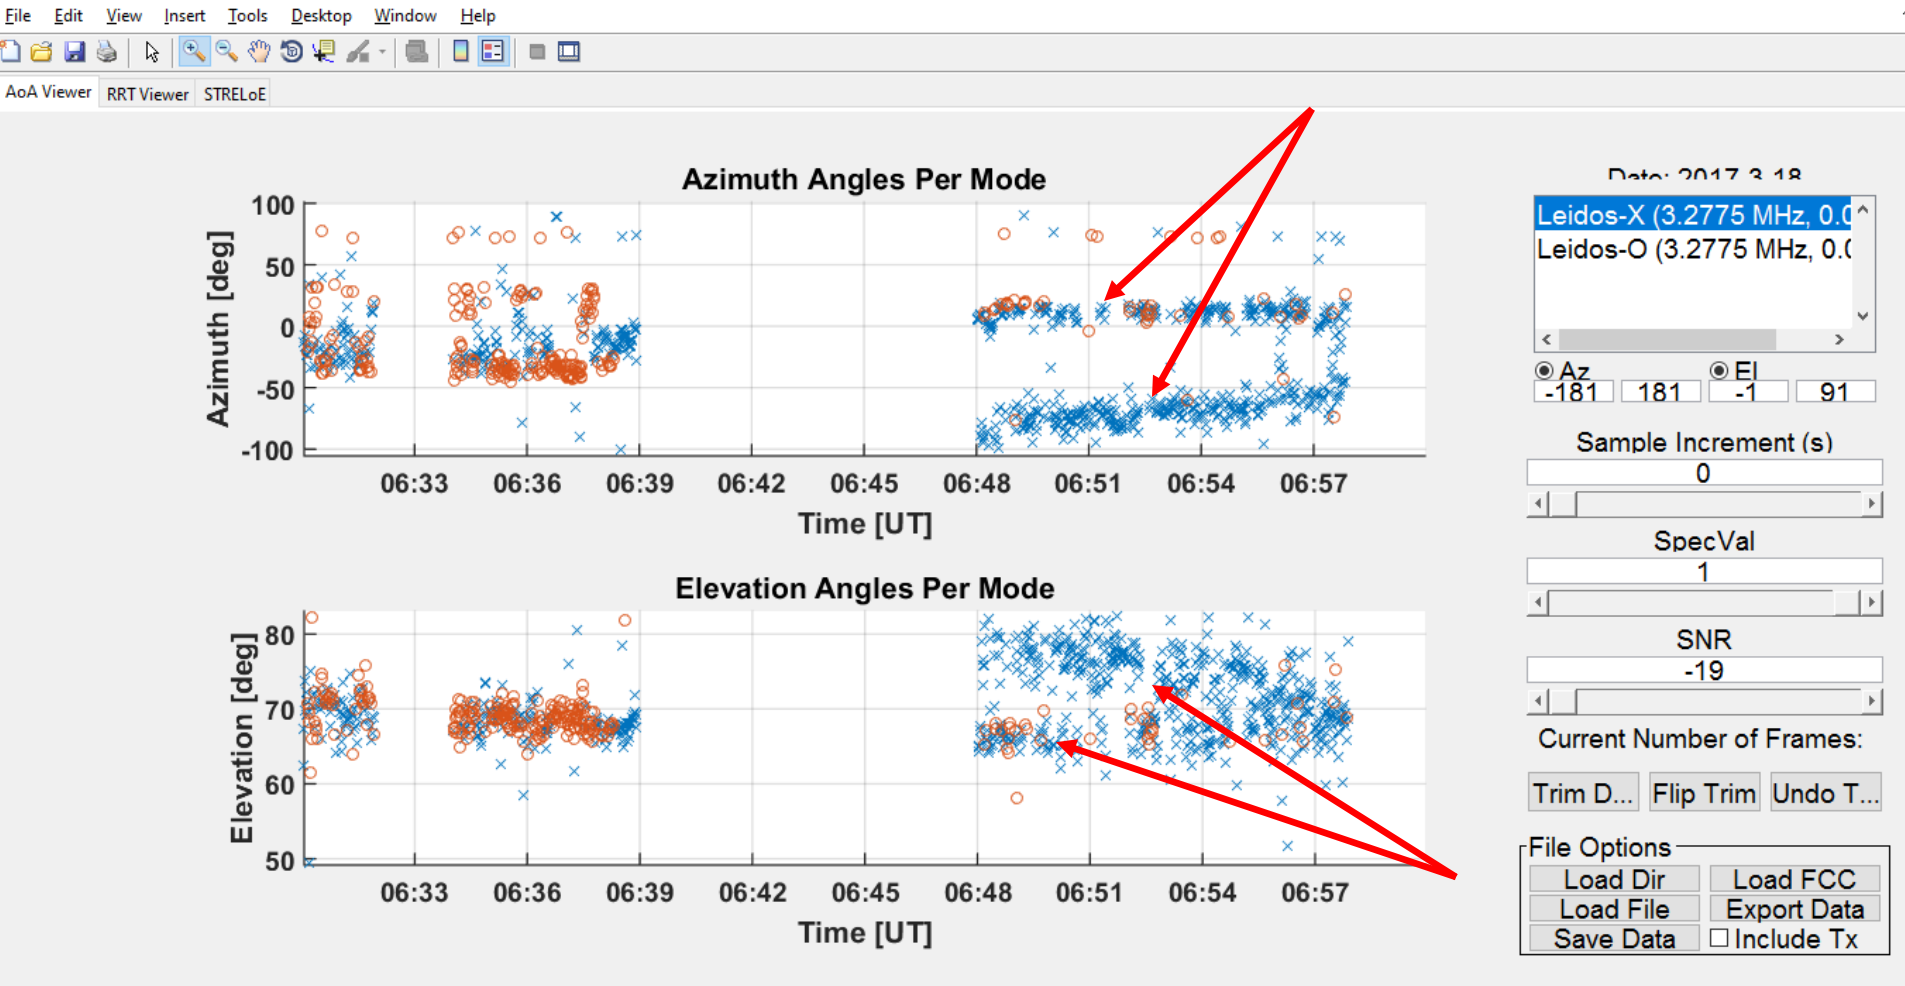 File Edit View Insert Tools Desktop Window Help
AoA Viewer RRT Viewer STRELoE
Azimuth Angles Per Mode
100
50
0
-50
-100
Azimuth [deg]
06:33 06:36 06:39 06:42 06:45 06:48 06:51 06:54 06:57
Time [UT]
Elevation Angles Per Mode
80
70
60
50
Elevation [deg]
06:33 06:36 06:39 06:42 06:45 06:48 06:51 06:54 06:57
Time [UT]
Date: 2017 3 18
Leidos-X (3.2775 MHz, 0.0
Leidos-O (3.2775 MHz, 0.0
Az El
-181 181 -1 91
Sample Increment (s)
0
SpecVal
1
SNR
-19
Current Number of Frames:
Trim D... Flip Trim Undo T...
File Options
Load Dir Load FCC
Load File Export Data
Save Data Include Tx